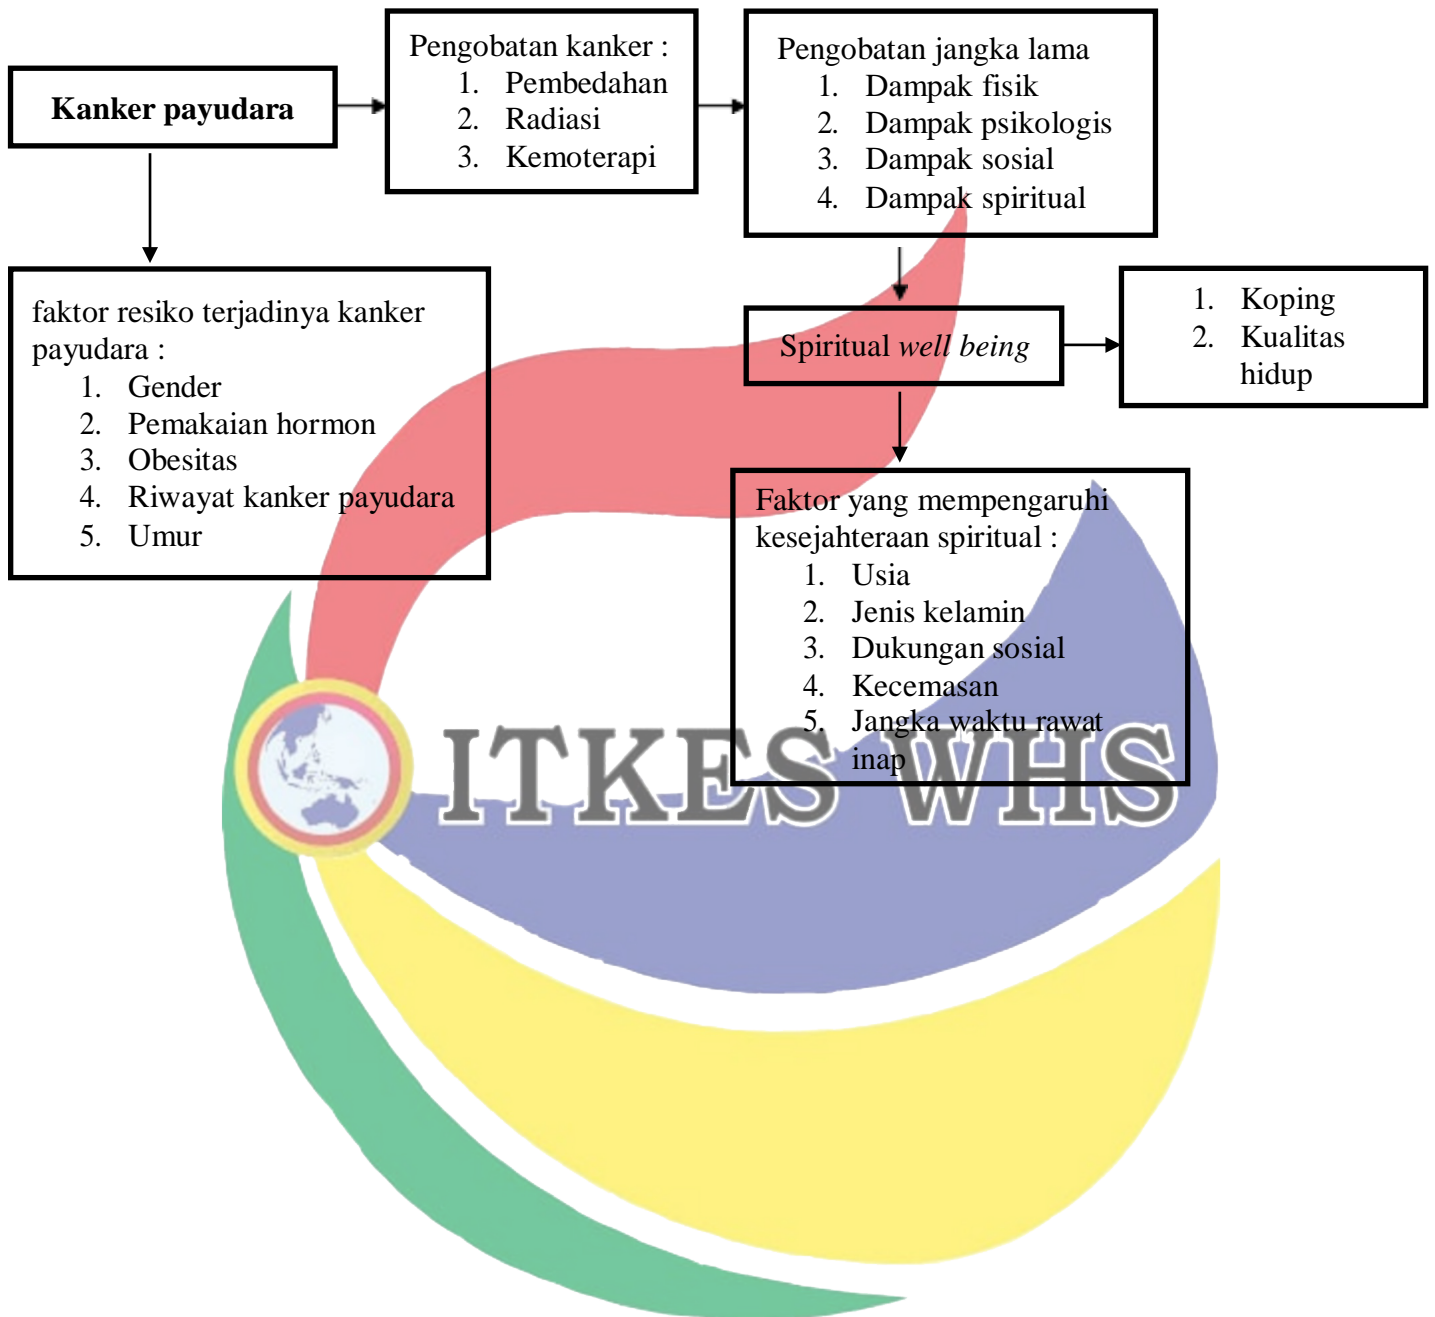 Kanker payudara
Pengobatan kanker :
1. Pembedahan
2. Radiasi
3. Kemoterapi
Pengobatan jangka lama
1. Dampak fisik
2. Dampak psikologis
3. Dampak sosial
4. Dampak spiritual
faktor resiko terjadinya kanker
payudara :
1. Gender
2. Pemakaian hormon
3. Obesitas
4. Riwayat kanker payudara
5. Umur
Spiritual well being
1. Koping
2. Kualitas
hidup
Faktor yang mempengaruhi
kesejahteraan spiritual :
1. Usia
2. Jenis kelamin
3. Dukungan sosial
4. Kecemasan
5. Jangka waktu rawat
inap
ITKES WHS